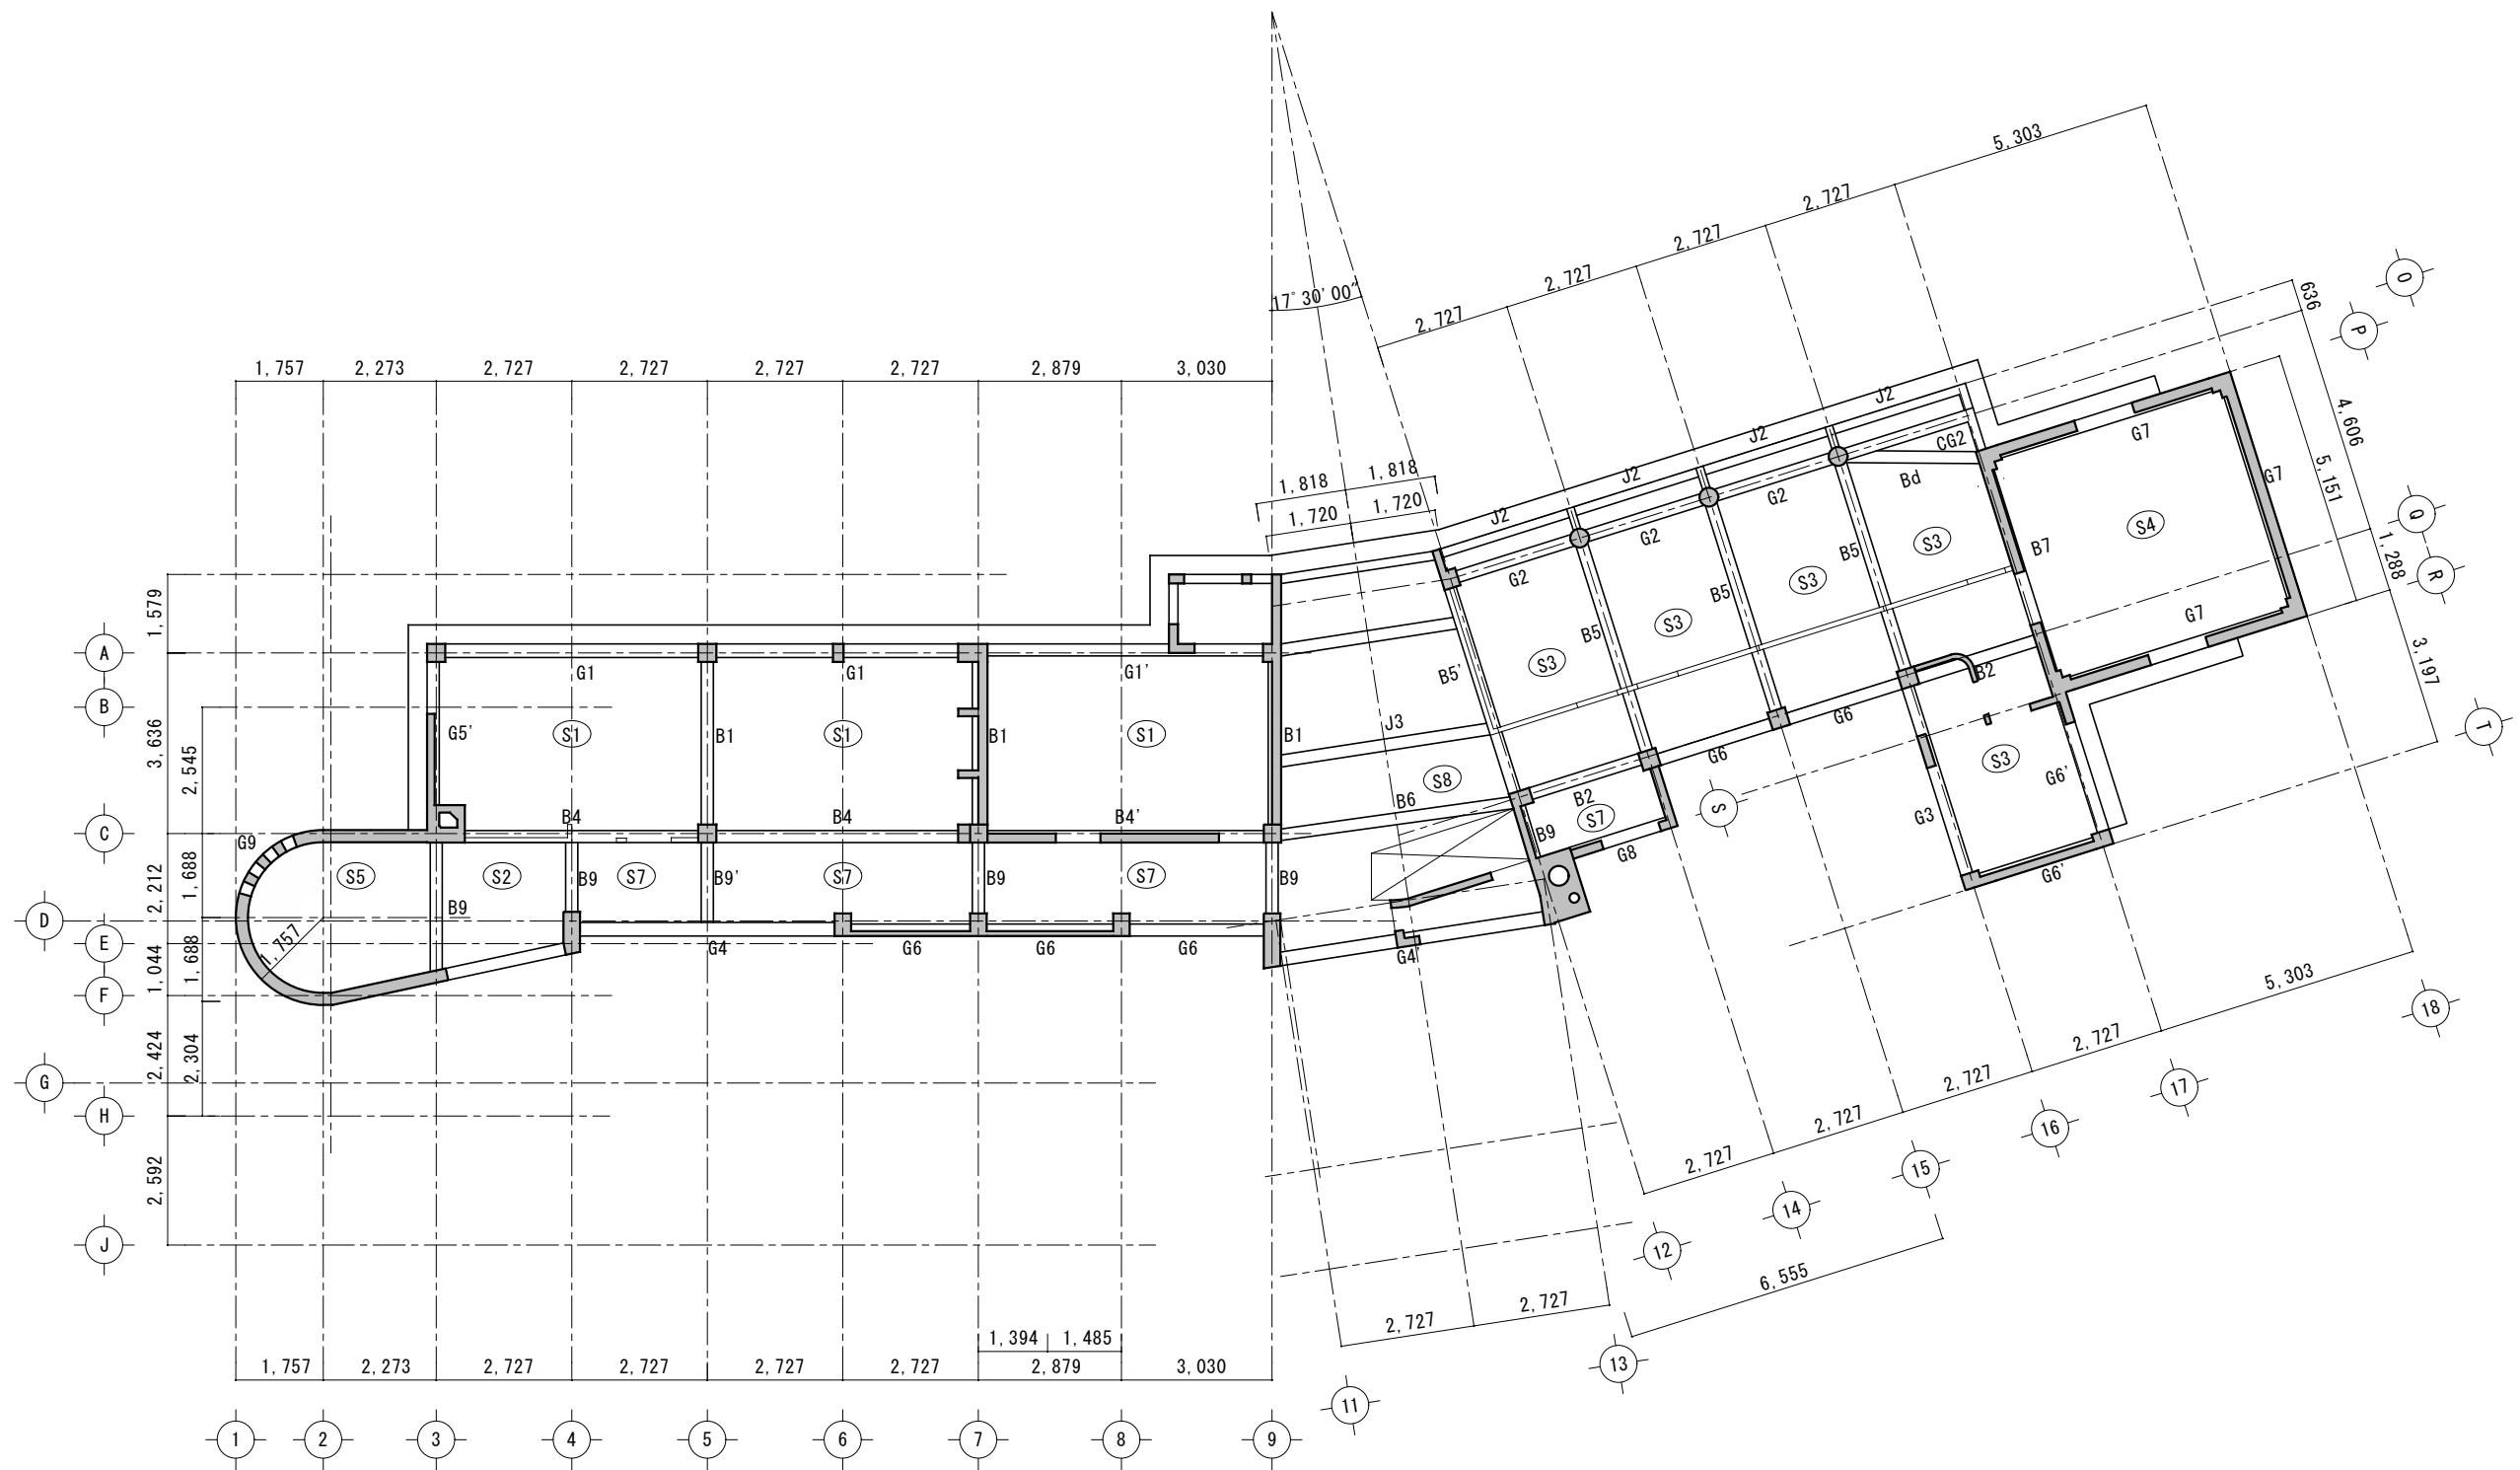 5,303
2,727
2,727
2,727
2,727
17°30'00"
O
636
P
1,757
2,273
2,727
2,727
2,727
2,727
2,879
3,030
4,606
5,151
J2
J2
J2
J2
CG2
G7
G7
Bd
1,818
1,818
1,720
1,720
G2
G2
G2
S4
Q
1,288
R
B5
B5
B5
B7
S3
S3
S3
S3
1,579
A
G1
G1
G1'
B5'
B2
G7
3,197
B
3,636
2,545
G5'
S1
B1
S1
B1
S1
B1
J3
G6
G6
T
S8
S
S3
G6'
C
B4
B4
B4'
B6
B2
S7
G3
G9
B9
G8
G6'
2,212
1,688
S5
S2
B9
S7
B9'
S7
B9
S7
B9
B9
D
E
1,757
G4
G6
G6
G6
G4'
1,044
1,688
F
5,303
18
2,424
2,304
G
H
2,727
17
2,727
16
2,727
15
2,727
14
2,592
J
12
6,555
2,727
2,727
13
11
1,394
1,485
1,757
2,273
2,727
2,727
2,727
2,727
2,879
3,030
1
2
3
4
5
6
7
8
9